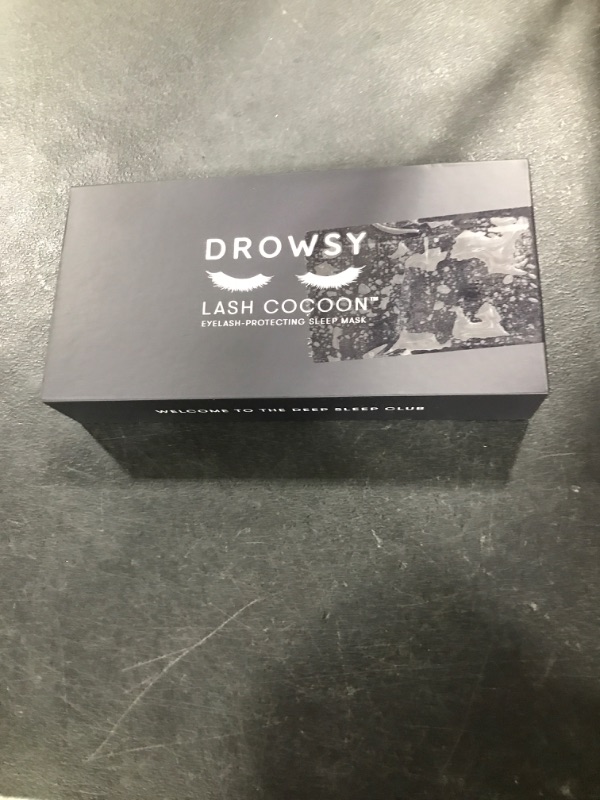 DROWSY
LASH COCOON™
EYELASH-PROTECTING SLEEP MASK
WELCOME TO THE DEEP SLEEP CLUB